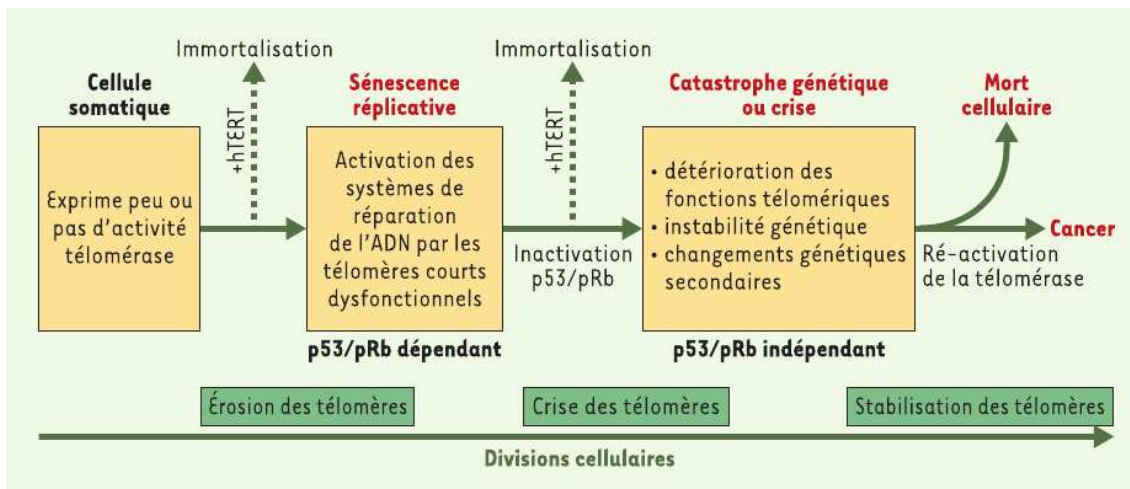 Immortalisation
Immortalisation
Cellule
somatique
Sénescence
réplicative
Catastrophe génétique
ou crise
Mort
cellulaire
+hTERT
+hTERT
Exprime peu ou
pas d’activité
télomérase
Activation des
systèmes de
réparation
de l’ADN par les
télomères courts
dysfonctionnels
Inactivation
p53/pRb
• détérioration des
fonctions télomériques
• instabilité génétique
• changements génétiques
secondaires
Cancer
Ré-activation
de la télomérase
p53/pRb dépendant
p53/pRb indépendant
Érosion des télomères
Crise des télomères
Stabilisation des télomères
Divisions cellulaires